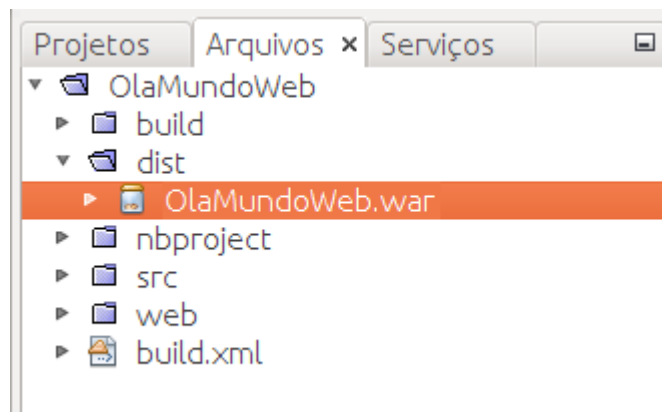 Projetos Arquivos × Serviços
OlaMundoWeb
build
dist
OlaMundoWeb.war
nbproject
src
web
build.xml